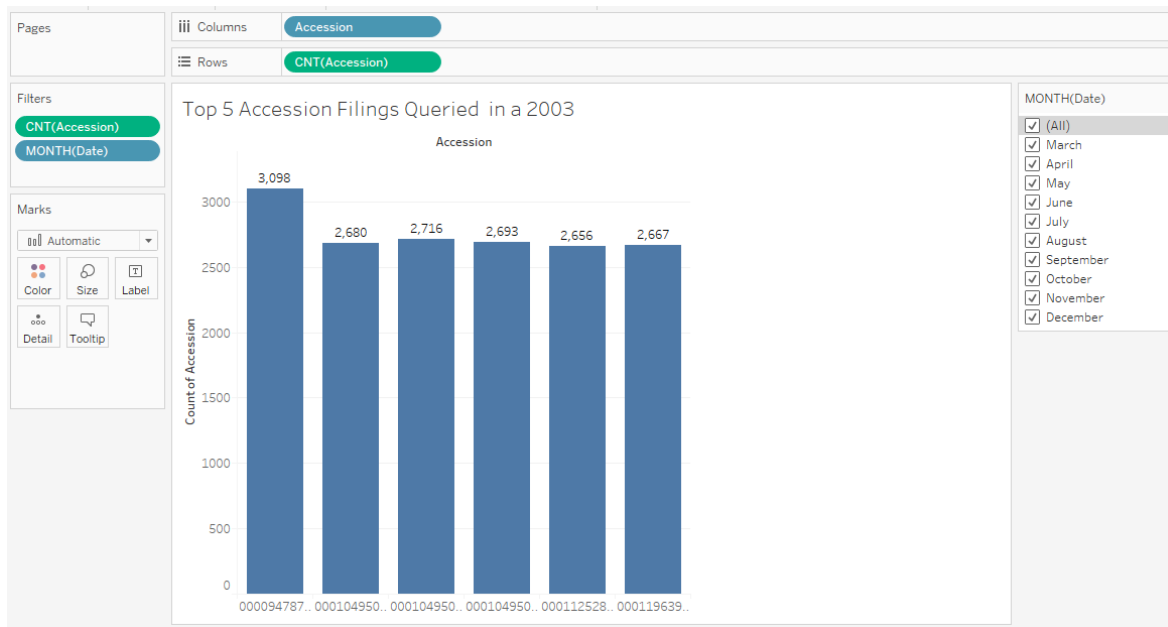 Pages
Columns
Accession
Rows
CNT(Accession)
Filters
CNT(Accession)
MONTH(Date)
Marks
Automatic
Color
Size
Label
Detail
Tooltip
Top 5 Accession Filings Queried  in a 2003
Accession
3,098
2,680
2,716
2,693
2,656
2,667
Count of Accession
3000
2500
2000
1500
1000
500
0
000094787.. 000104950.. 000104950.. 000104950.. 000112528.. 000119639..
MONTH(Date)
(All)
March
April
May
June
July
August
September
October
November
December